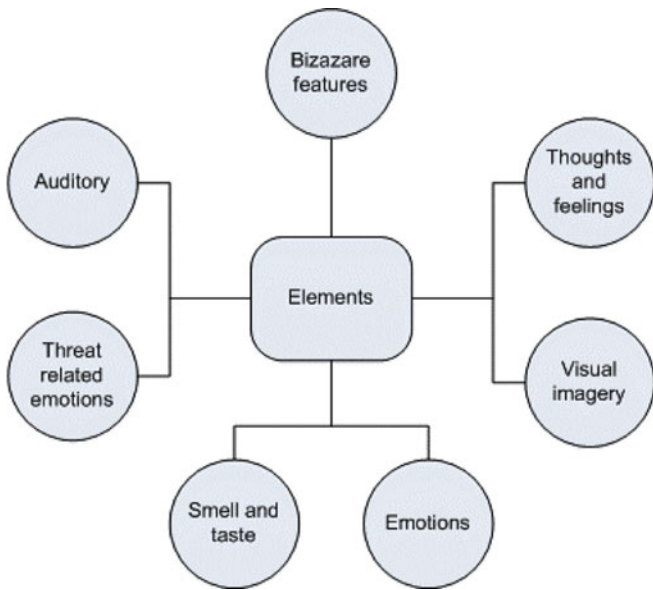 Bizazare
features
Auditory
Thoughts
and
feelings
Elements
Threat
related
emotions
Visual
imagery
Smell and
taste
Emotions